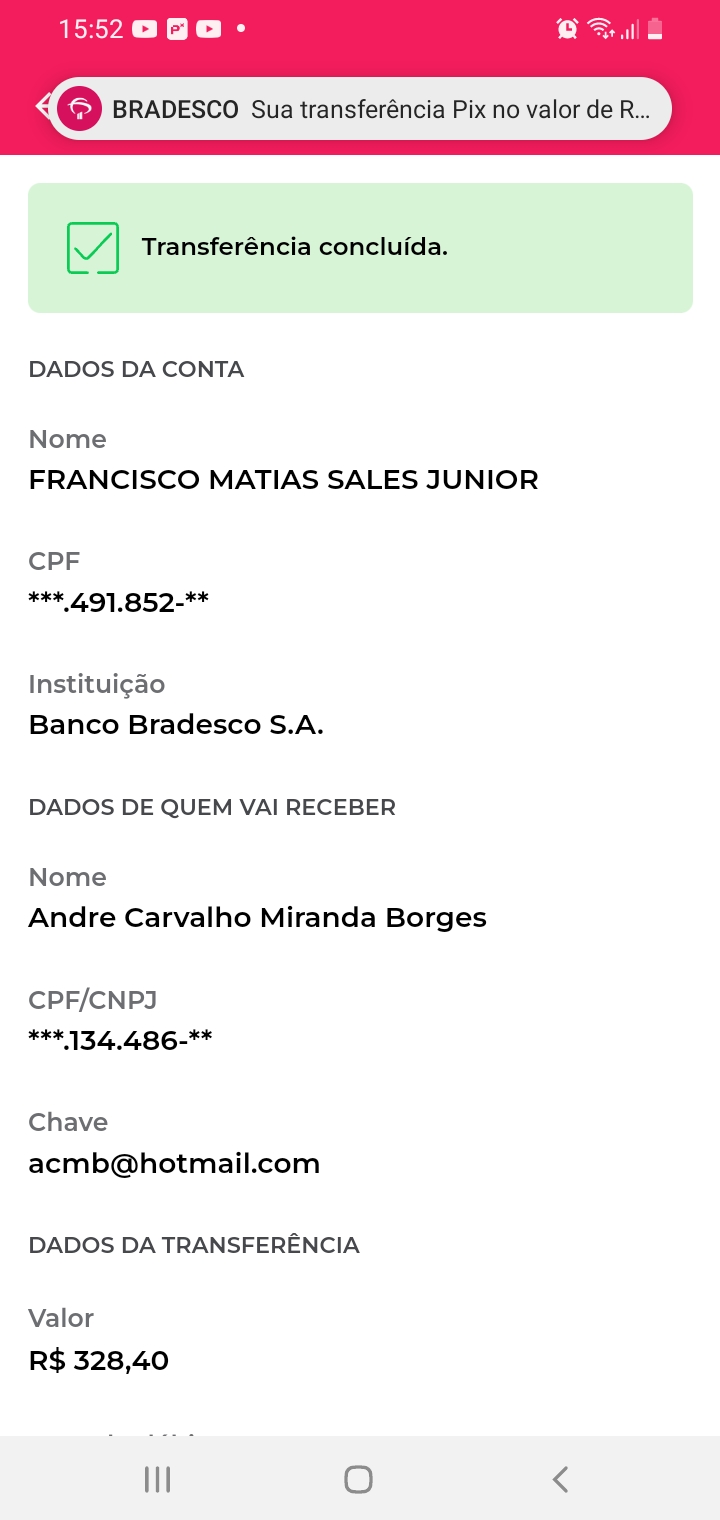 15:52
BRADESCO Sua transferência Pix no valor de R...
Transferência concluída.
DADOS DA CONTA
Nome
FRANCISCO MATIAS SALES JUNIOR
CPF
***.491.852-**
Instituição
Banco Bradesco S.A.
DADOS DE QUEM VAI RECEBER
Nome
Andre Carvalho Miranda Borges
CPF/CNPJ
***.134.486-**
Chave
acmb@hotmail.com
DADOS DA TRANSFERÊNCIA
Valor
R$ 328,40